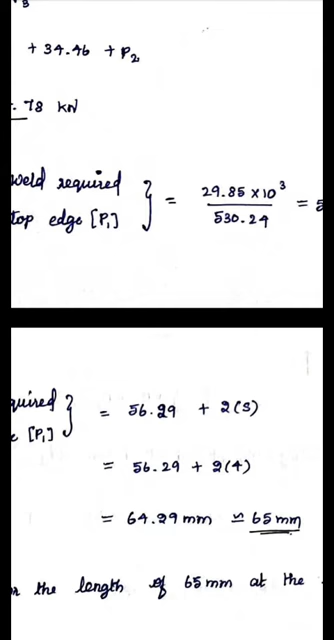 + 34.46 + P₂
78 kN
weld required
top edge [P₁] } = 29.85 × 10³ / 530.24 =
quired
[P₁] } = 56.29 + 2(S)
= 56.29 + 2(4)
= 64.29 mm ≃ 65 mm
the length of 65 mm at the